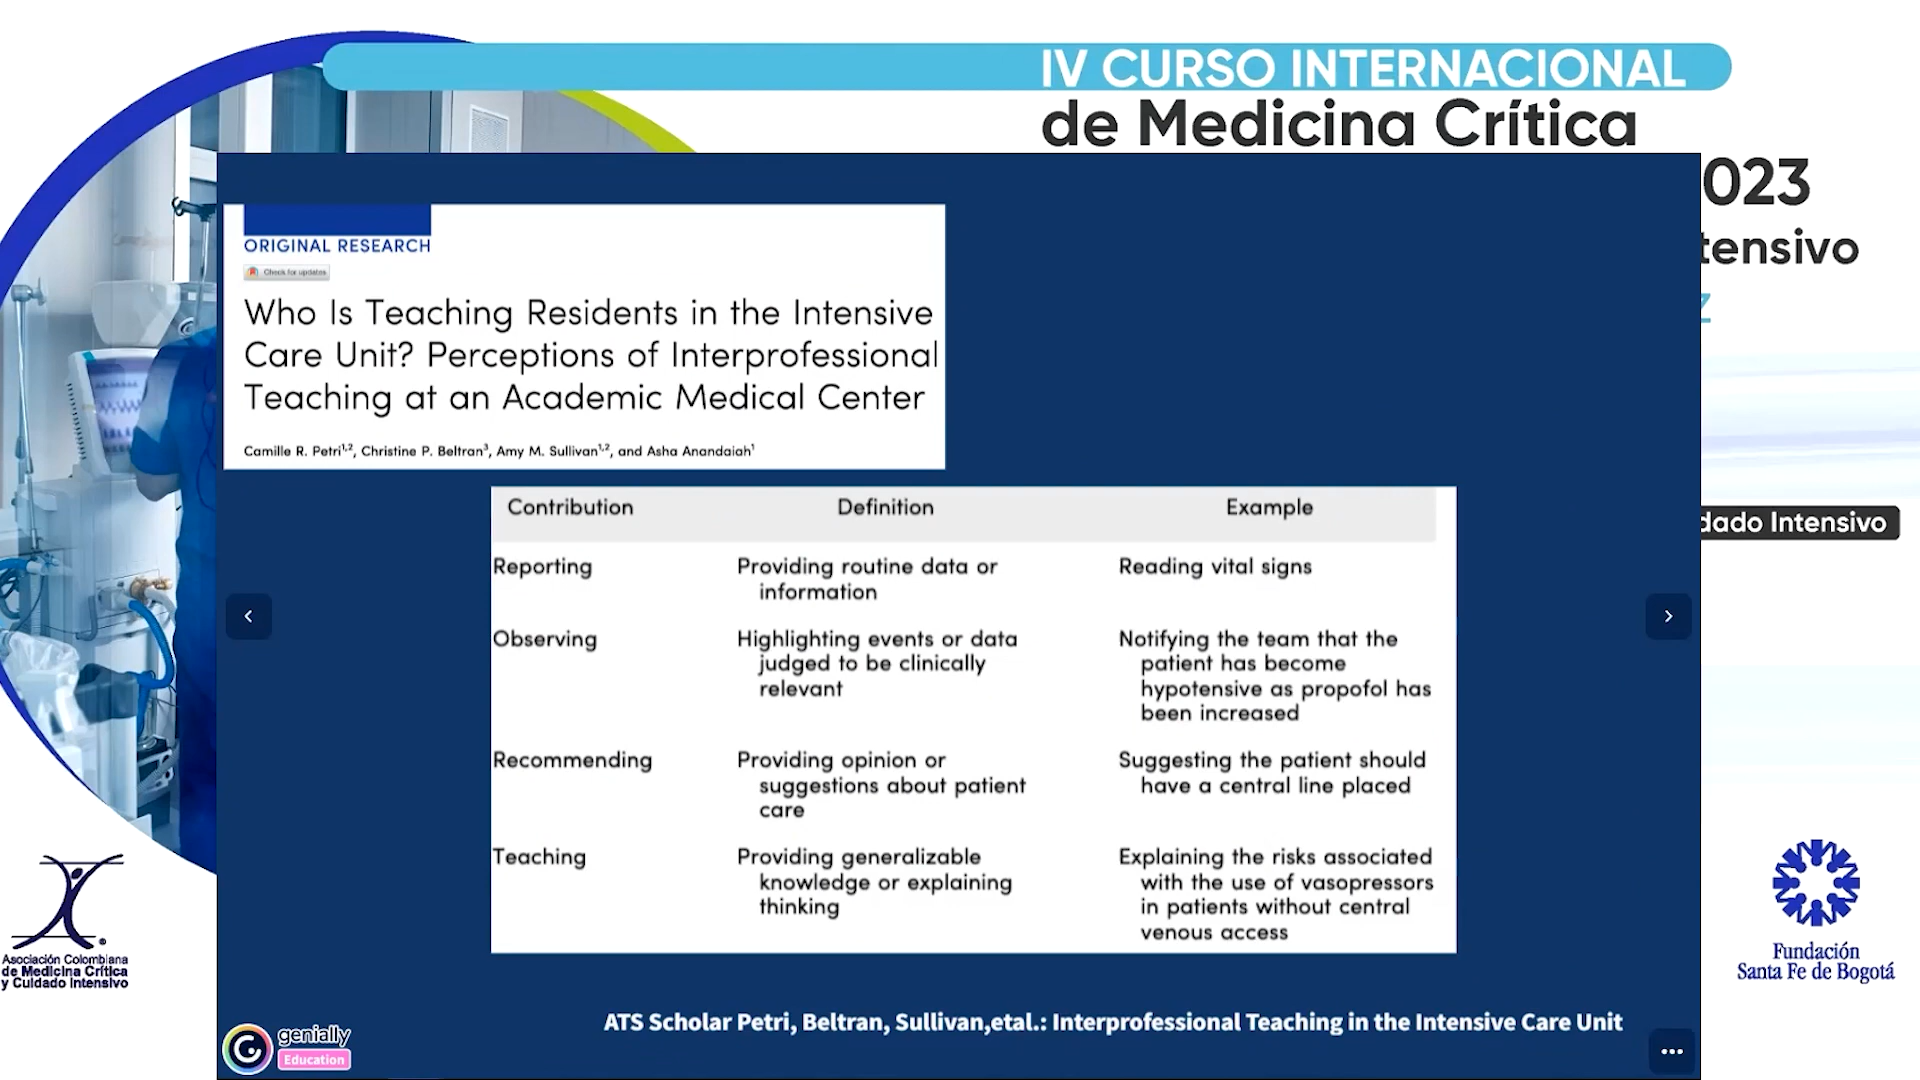 IV CURSO INTERNACIONAL
de Medicina Crítica
023
tensivo
z
dado Intensivo
ORIGINAL RESEARCH
Check for updates
Who Is Teaching Residents in the Intensive
Care Unit? Perceptions of Interprofessional
Teaching at an Academic Medical Center
Camille R. Petri1,2, Christine P. Beltran3, Amy M. Sullivan1,2, and Asha Anandaiah1
Contribution Definition Example
Reporting Providing routine data or Reading vital signs
information
Observing Highlighting events or data Notifying the team that the
judged to be clinically patient has become
relevant hypotensive as propofol has
been increased
Recommending Providing opinion or Suggesting the patient should
suggestions about patient have a central line placed
care
Teaching Providing generalizable Explaining the risks associated
knowledge or explaining with the use of vasopressors
thinking in patients without central
venous access
ATS Scholar Petri, Beltran, Sullivan,etal.: Interprofessional Teaching in the Intensive Care Unit
genially
Education
Asociación Colombiana
de Medicina Crítica
y Cuidado Intensivo
Fundación
Santa Fe de Bogotá